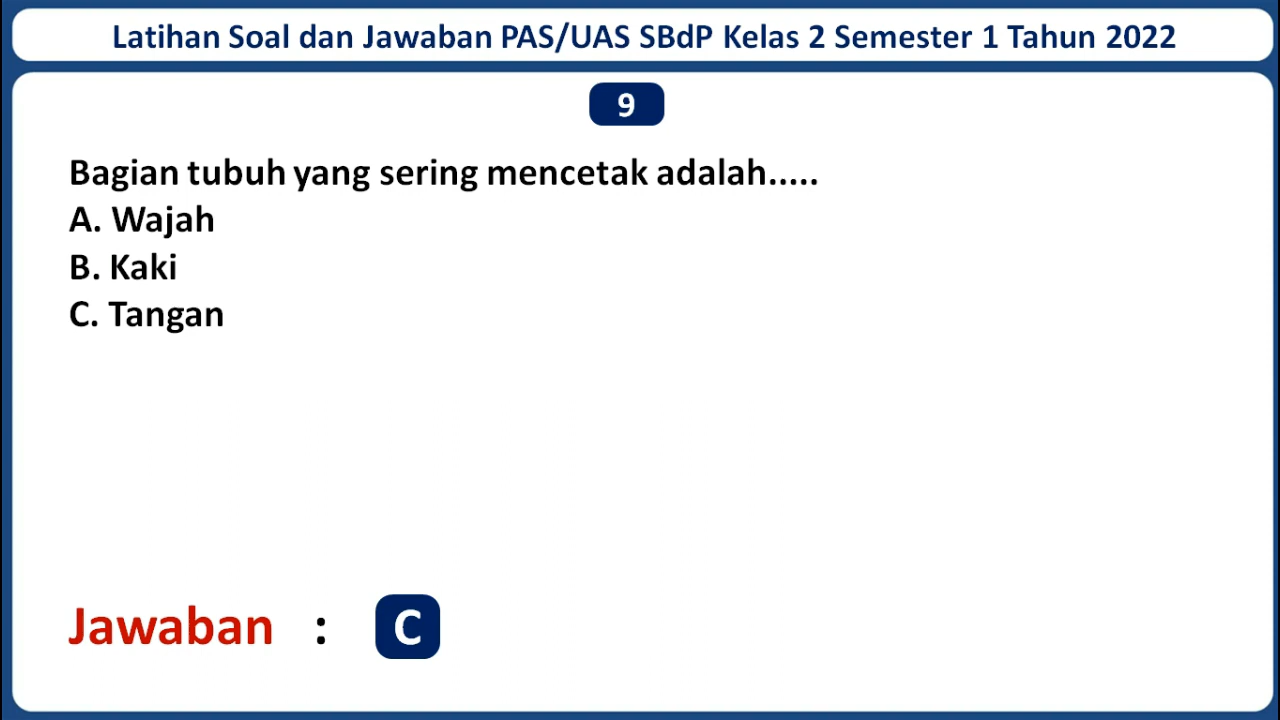 Latihan Soal dan Jawaban PAS/UAS SBdP Kelas 2 Semester 1 Tahun 2022
9
Bagian tubuh yang sering mencetak adalah.....
A. Wajah
B. Kaki
C. Tangan
Jawaban : C